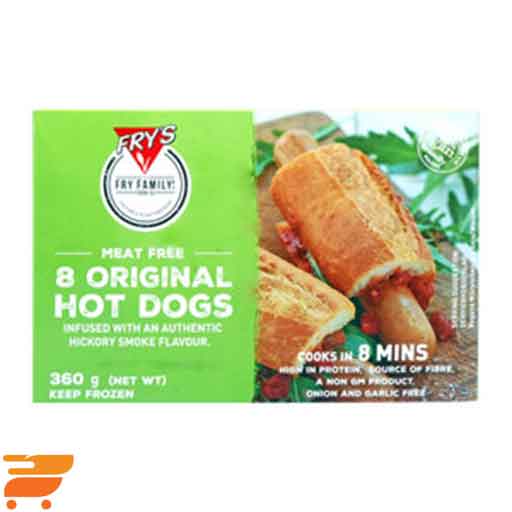 FRY'S
FRY FAMILY
MEAT FREE
8 ORIGINAL
HOT DOGS
INFUSED WITH AN AUTHENTIC
HICKORY SMOKE FLAVOUR.
360 g (NET WT)
KEEP FROZEN
COOKS IN 8 MINS
HIGH IN PROTEIN, SOURCE OF FIBRE,
A NON GM PRODUCT,
ONION AND GARLIC FREE
SERVING SUGGESTION